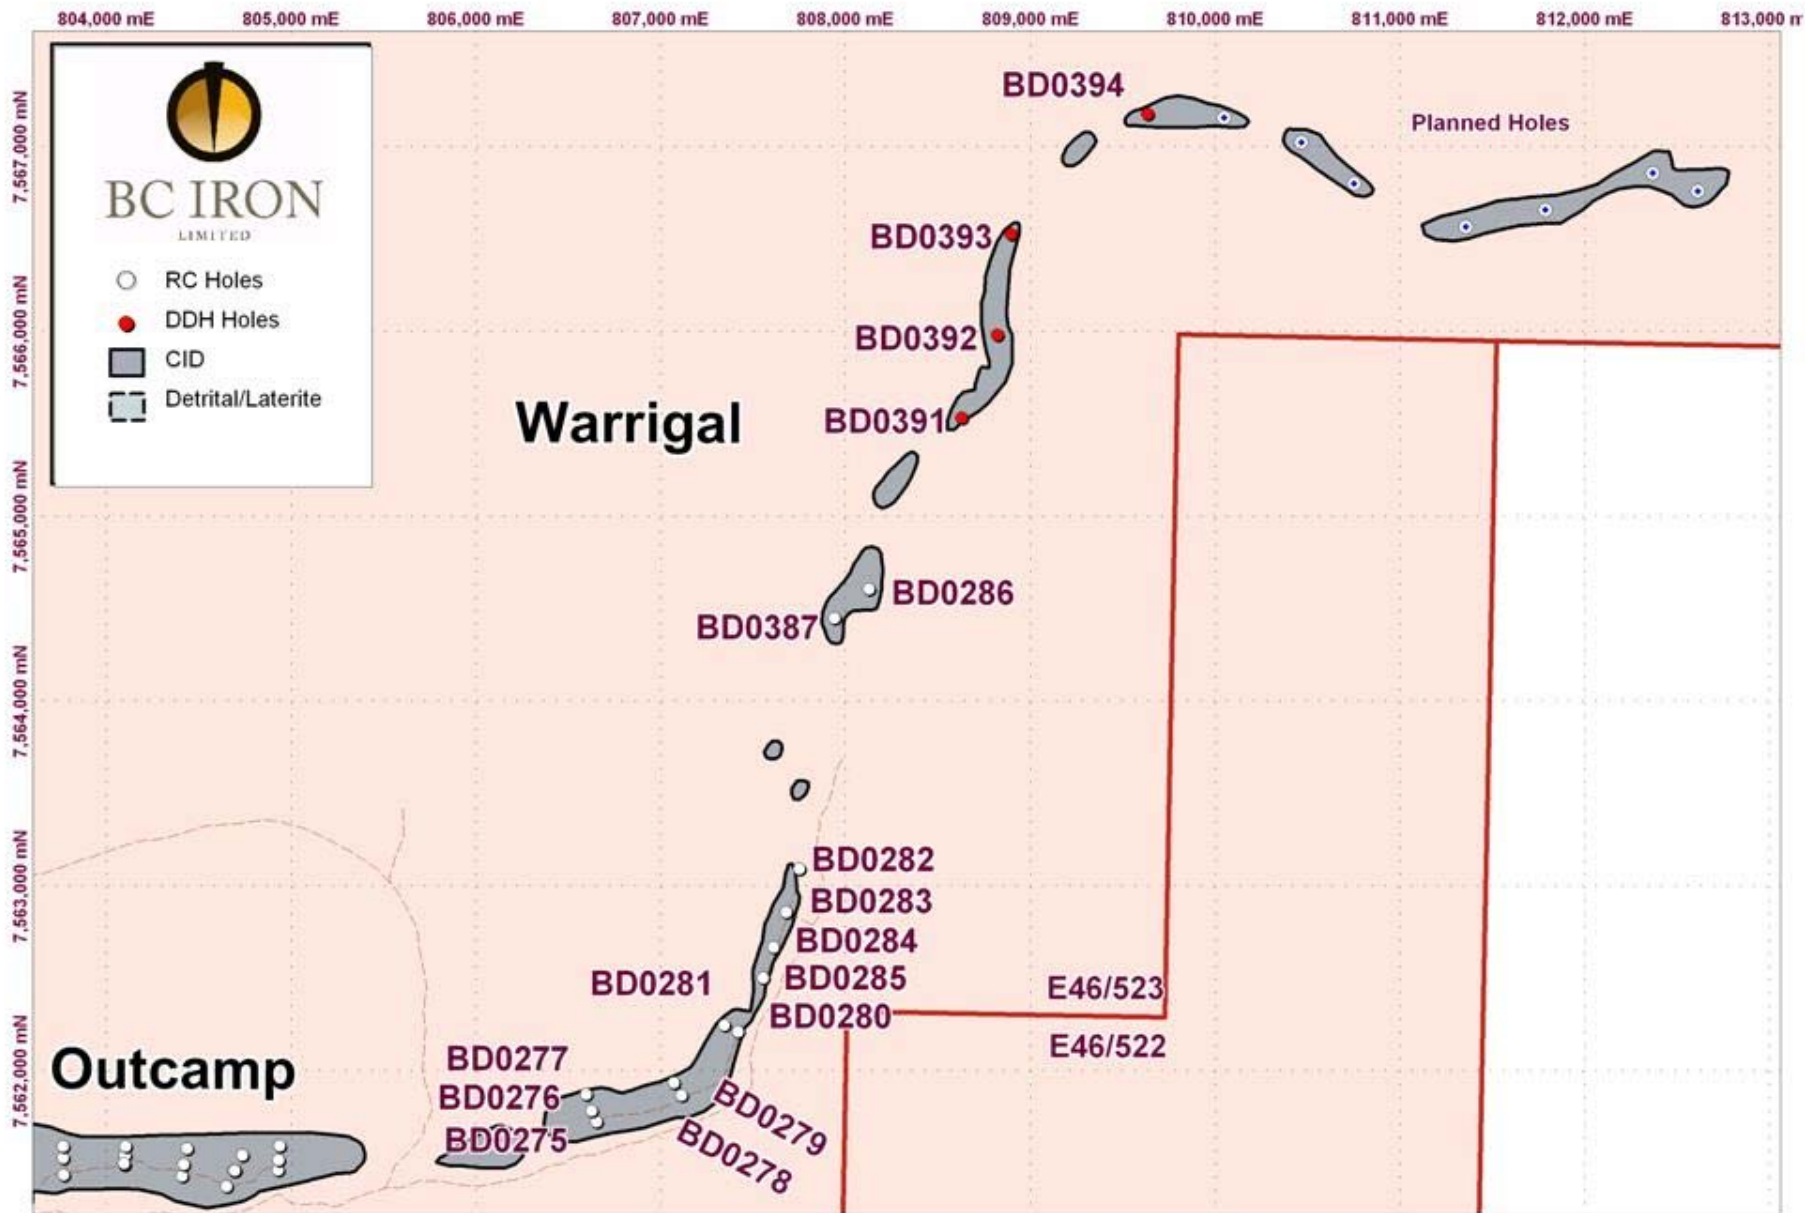 804,000 mE 805,000 mE 806,000 mE 807,000 mE 808,000 mE 809,000 mE 810,000 mE 811,000 mE 812,000 mE 813,000 m
7,567,000 mN
7,566,000 mN
7,565,000 mN
7,564,000 mN
7,563,000 mN
7,562,000 mN
BC IRON
LIMITED
RC Holes
DDH Holes
CID
Detrital/Laterite
BD0394
Planned Holes
BD0393
BD0392
BD0391
Warrigal
BD0286
BD0387
BD0282
BD0283
BD0284
BD0285
BD0281
BD0280
E46/523
E46/522
Outcamp
BD0277
BD0276
BD0275
BD0279
BD0278